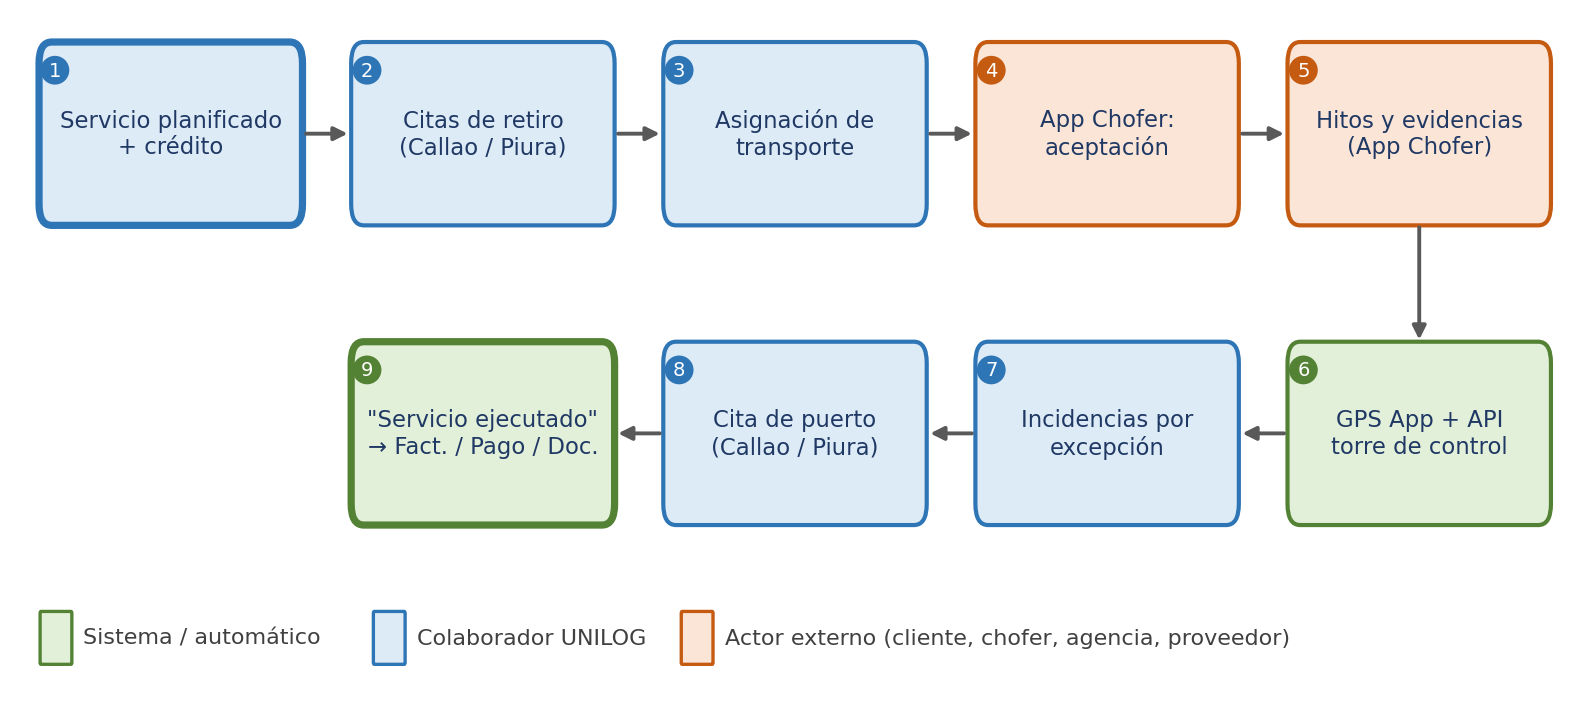 1
Servicio planificado
+ crédito
2
Citas de retiro
(Callao / Piura)
3
Asignación de
transporte
4
App Chofer:
aceptación
5
Hitos y evidencias
(App Chofer)
6
GPS App + API
torre de control
7
Incidencias por
excepción
8
Cita de puerto
(Callao / Piura)
9
"Servicio ejecutado"
→ Fact. / Pago / Doc.
Sistema / automático
Colaborador UNILOG
Actor externo (cliente, chofer, agencia, proveedor)